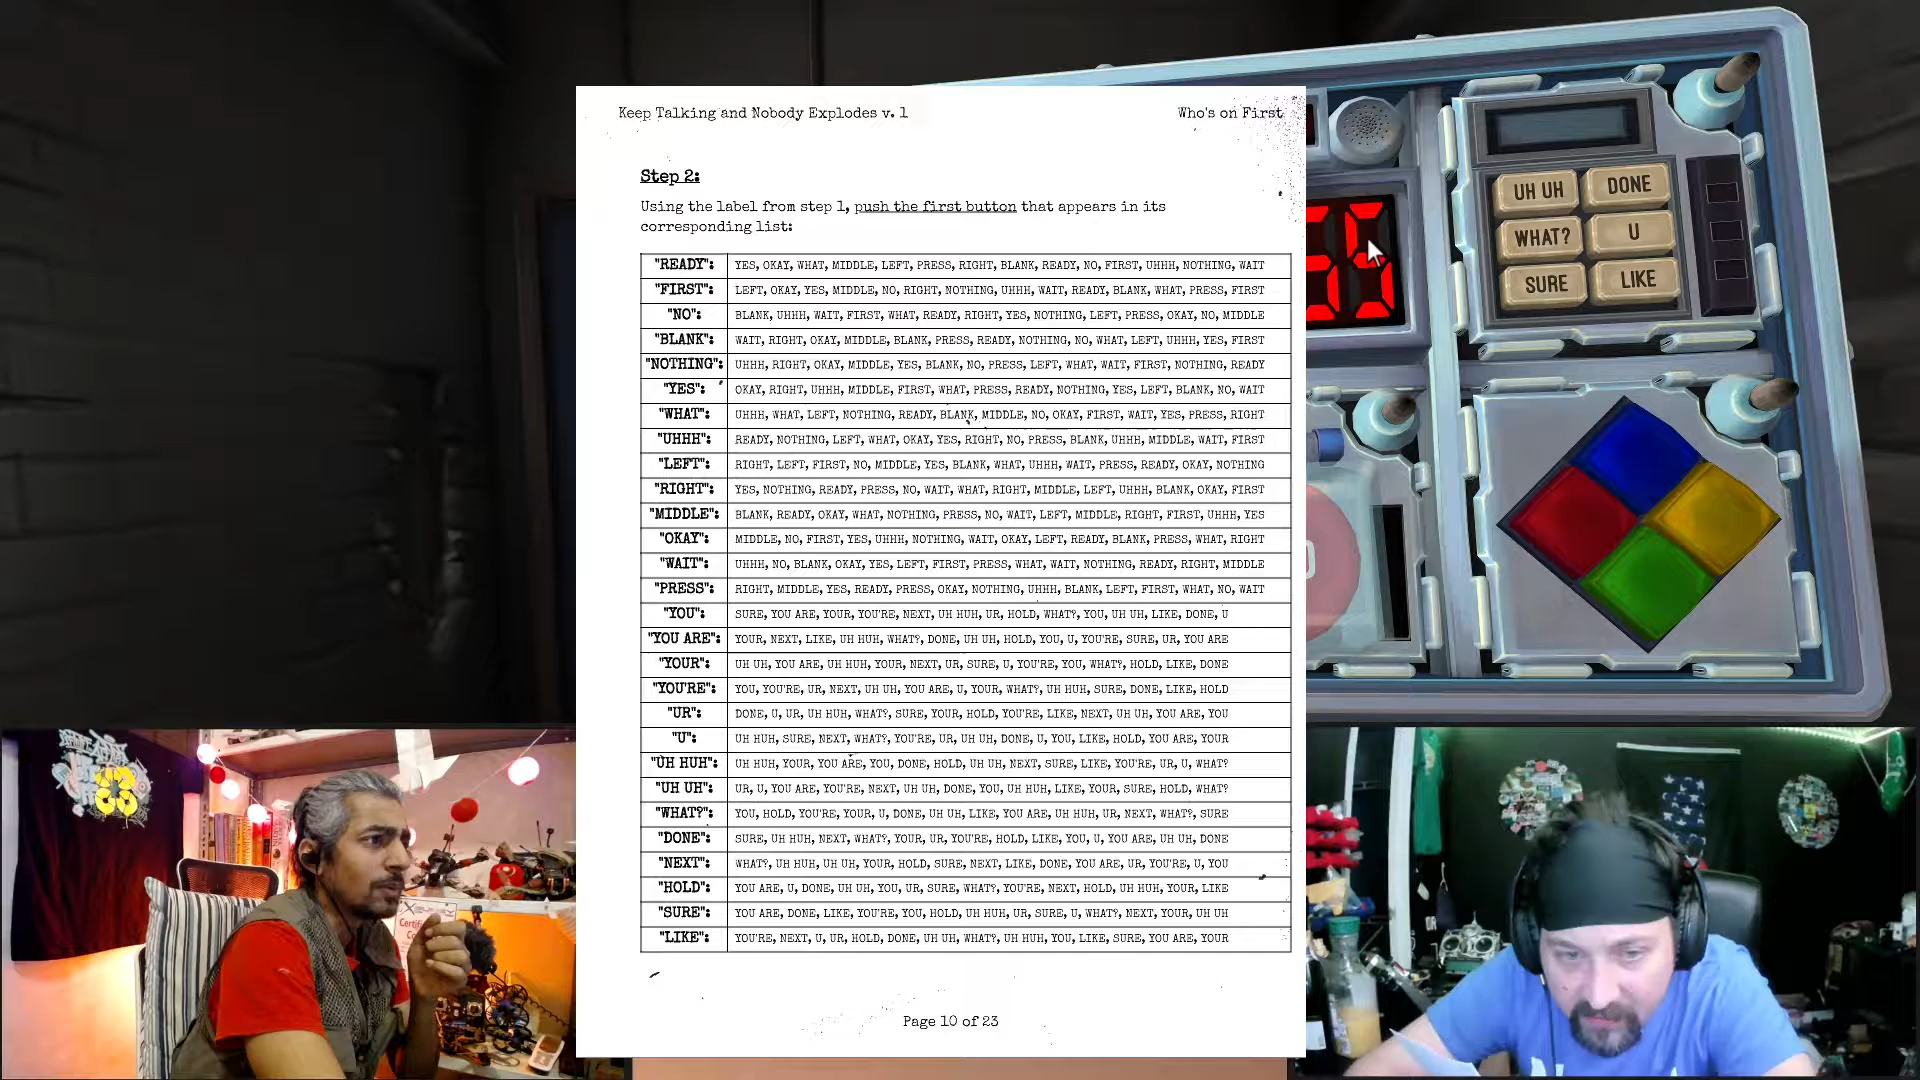 Keep Talking and Nobody Explodes v. 1
Who's on First
Step 2:
Using the label from step 1, push the first button that appears in its
corresponding list:
"READY": YES, OKAY, WHAT, MIDDLE, LEFT, PRESS, RIGHT, BLANK, READY, NO, FIRST, UHHH, NOTHING, WAIT
"FIRST": LEFT, OKAY, YES, MIDDLE, NO, RIGHT, NOTHING, UHHH, WAIT, READY, BLANK, WHAT, PRESS, FIRST
"NO": BLANK, UHHH, WAIT, FIRST, WHAT, READY, RIGHT, YES, NOTHING, LEFT, PRESS, OKAY, NO, MIDDLE
"BLANK": WAIT, RIGHT, OKAY, MIDDLE, BLANK, PRESS, READY, NOTHING, NO, WHAT, LEFT, UHHH, YES, FIRST
"NOTHING": UHHH, RIGHT, OKAY, MIDDLE, YES, BLANK, NO, PRESS, LEFT, WHAT, WAIT, FIRST, NOTHING, READY
"YES": OKAY, RIGHT, UHHH, MIDDLE, FIRST, WHAT, PRESS, READY, NOTHING, YES, LEFT, BLANK, NO, WAIT
"WHAT": UHHH, WHAT, LEFT, NOTHING, READY, BLANK, MIDDLE, NO, OKAY, FIRST, WAIT, YES, PRESS, RIGHT
"UHHH": READY, NOTHING, LEFT, WHAT, OKAY, YES, RIGHT, NO, PRESS, BLANK, UHHH, MIDDLE, WAIT, FIRST
"LEFT": RIGHT, LEFT, FIRST, NO, MIDDLE, YES, BLANK, WHAT, UHHH, WAIT, PRESS, READY, OKAY, NOTHING
"RIGHT": YES, NOTHING, READY, PRESS, NO, WAIT, WHAT, RIGHT, MIDDLE, LEFT, UHHH, BLANK, OKAY, FIRST
"MIDDLE": BLANK, READY, OKAY, WHAT, NOTHING, PRESS, NO, WAIT, LEFT, MIDDLE, RIGHT, FIRST, UHHH, YES
"OKAY": MIDDLE, NO, FIRST, YES, UHHH, NOTHING, WAIT, OKAY, LEFT, READY, BLANK, PRESS, WHAT, RIGHT
"WAIT": UHHH, NO, BLANK, OKAY, YES, LEFT, FIRST, PRESS, WHAT, WAIT, NOTHING, READY, RIGHT, MIDDLE
"PRESS": RIGHT, MIDDLE, YES, READY, PRESS, OKAY, NOTHING, UHHH, BLANK, LEFT, FIRST, WHAT, NO, WAIT
"YOU": SURE, YOU ARE, YOUR, YOU'RE, NEXT, UH HUH, UR, HOLD, WHAT?, YOU, UH UH, LIKE, DONE, U
"YOU ARE": YOUR, NEXT, LIKE, UH HUH, WHAT?, DONE, UH UH, HOLD, YOU, U, YOU'RE, SURE, UR, YOU ARE
"YOUR": UH UH, YOU ARE, UH HUH, YOUR, NEXT, UR, SURE, U, YOU'RE, YOU, WHAT?, HOLD, LIKE, DONE
"YOU'RE": YOU, YOU'RE, UR, NEXT, UH UH, YOU ARE, U, YOUR, WHAT?, UH HUH, SURE, DONE, LIKE, HOLD
"UR": DONE, U, UR, UH HUH, WHAT?, SURE, YOUR, HOLD, YOU'RE, LIKE, NEXT, UH UH, YOU ARE, YOU
"U": UH HUH, SURE, NEXT, WHAT?, YOU'RE, UR, UH UH, DONE, U, YOU, LIKE, HOLD, YOU ARE, YOUR
"UH HUH": UH HUH, YOUR, YOU ARE, YOU, DONE, HOLD, UH UH, NEXT, SURE, LIKE, YOU'RE, UR, U, WHAT?
"UH UH": UR, U, YOU ARE, YOU'RE, NEXT, UH UH, DONE, YOU, UH HUH, LIKE, YOUR, SURE, HOLD, WHAT?
"WHAT?": YOU, HOLD, YOU'RE, YOUR, U, DONE, UH UH, LIKE, YOU ARE, UH HUH, UR, NEXT, WHAT?, SURE
"DONE": SURE, UH HUH, NEXT, WHAT?, YOUR, UR, YOU'RE, HOLD, LIKE, YOU, U, YOU ARE, UH UH, DONE
"NEXT": WHAT?, UH HUH, UH UH, YOUR, HOLD, SURE, NEXT, LIKE, DONE, YOU ARE, UR, YOU'RE, U, YOU
"HOLD": YOU ARE, U, DONE, UH UH, YOU, UR, SURE, WHAT?, YOU'RE, NEXT, HOLD, UH HUH, YOUR, LIKE
"SURE": YOU ARE, DONE, LIKE, YOU'RE, YOU, HOLD, UH HUH, UR, SURE, U, WHAT?, NEXT, YOUR, UH UH
"LIKE": YOU'RE, NEXT, U, UR, HOLD, DONE, UH UH, WHAT?, UH HUH, YOU, LIKE, SURE, YOU ARE, YOUR
Page 10 of 23
UH UH DONE
WHAT? U
SURE LIKE